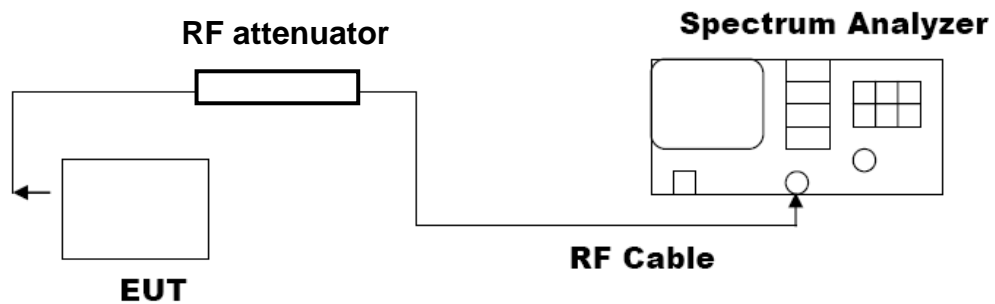 RF attenuator
Spectrum Analyzer
RF Cable
EUT